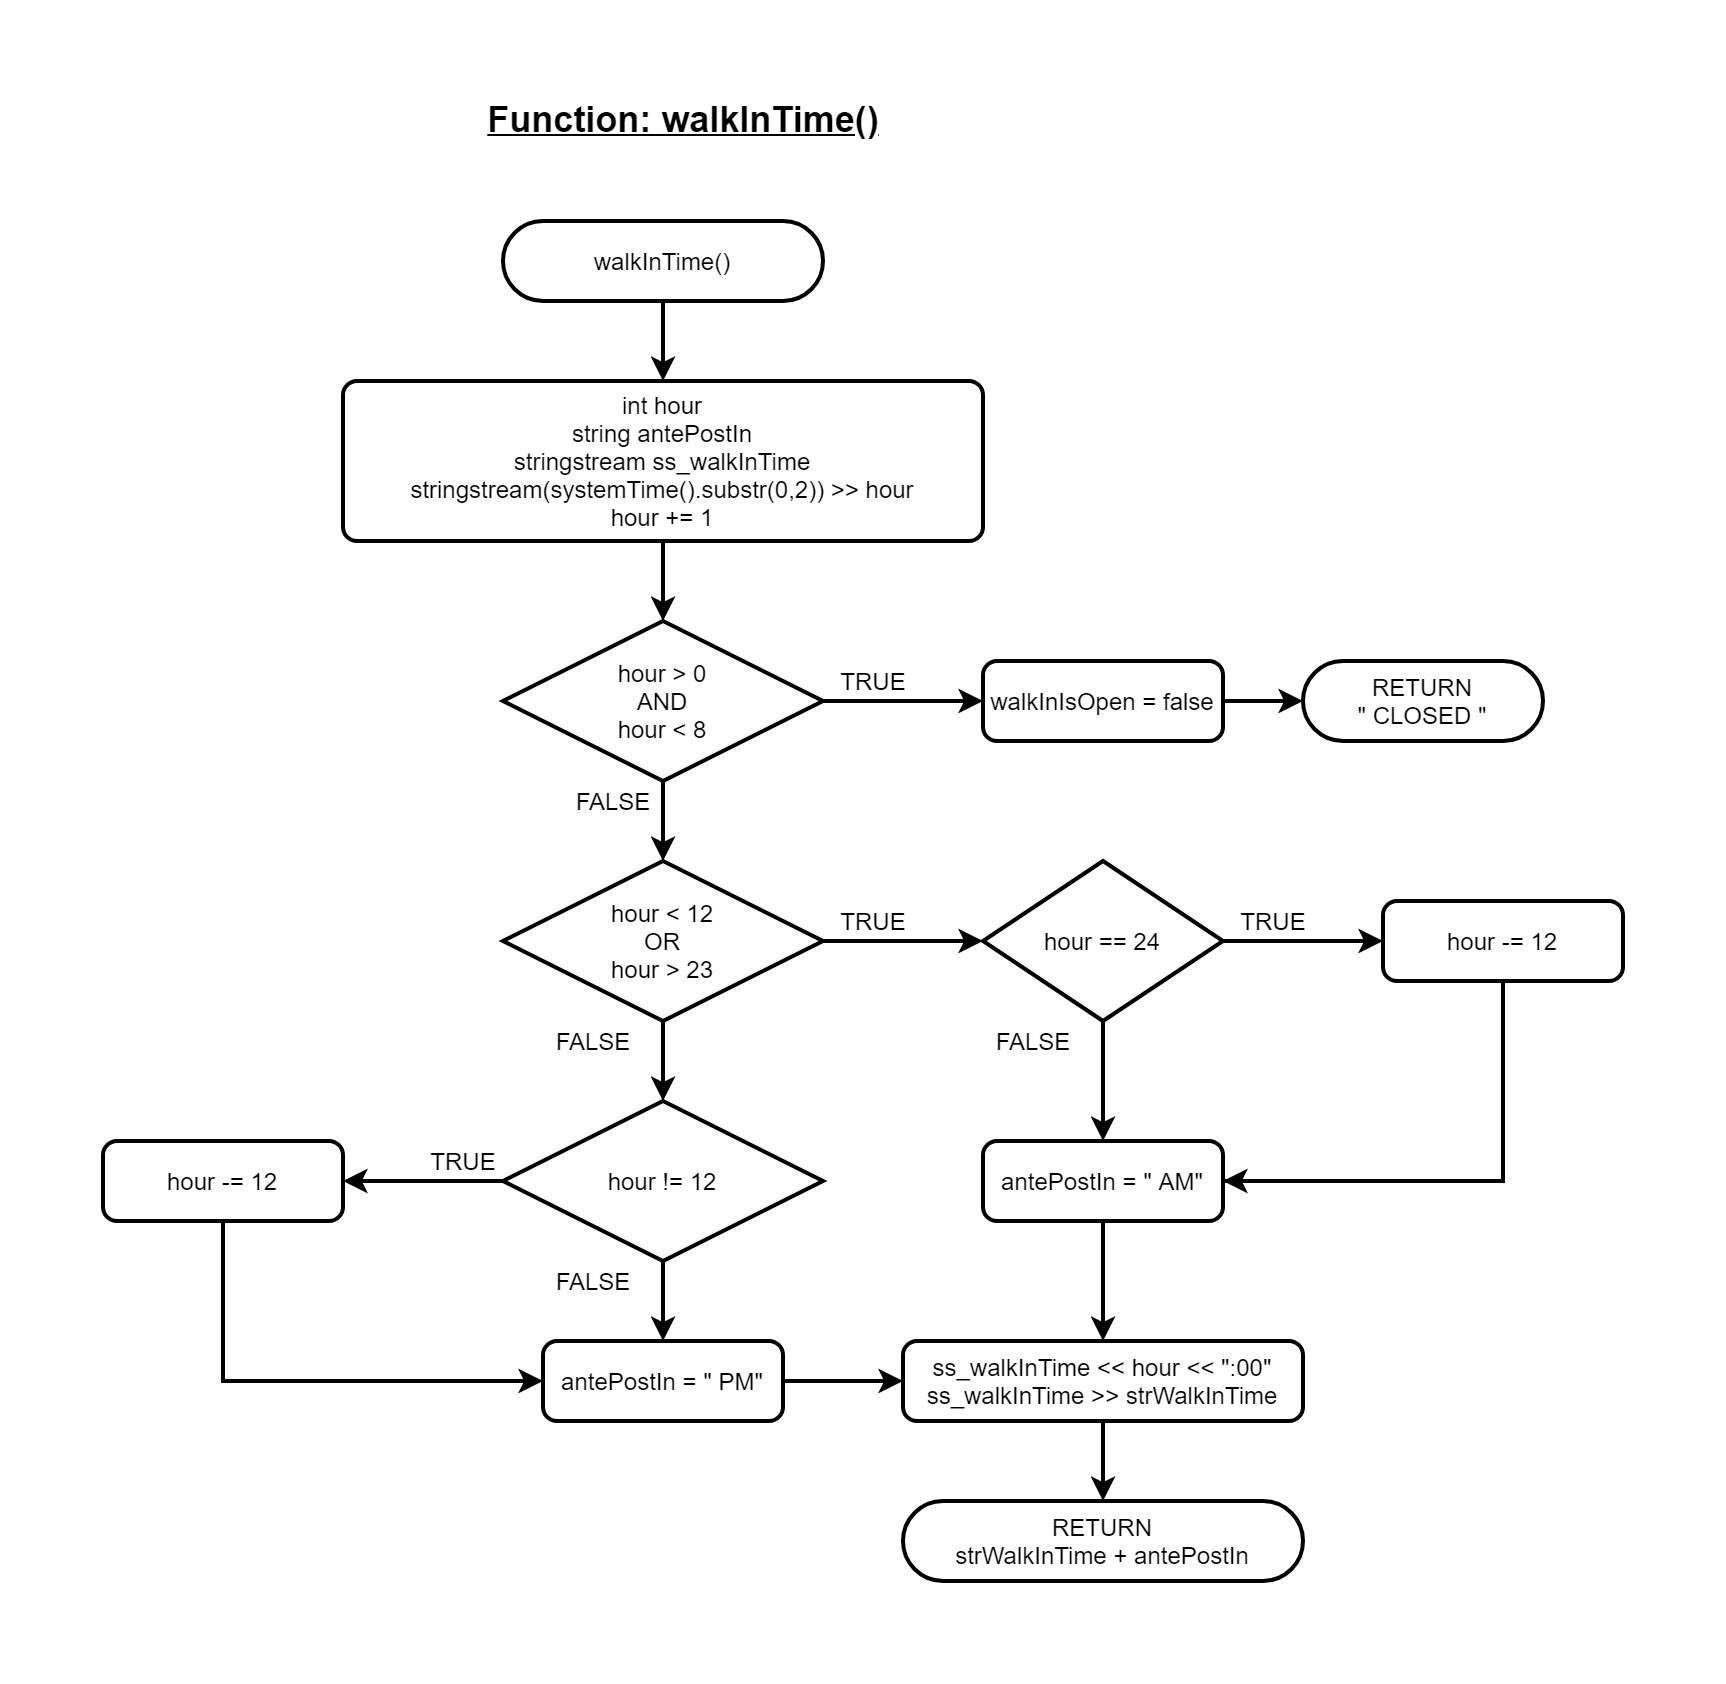 Function: walkInTime()
walkInTime()
int hour
string antePostIn
stringstream ss_walkInTime
stringstream(systemTime().substr(0,2)) >> hour
hour += 1
hour > 0
AND
hour < 8
TRUE
walkInIsOpen = false
RETURN
" CLOSED "
FALSE
hour < 12
OR
hour > 23
TRUE
hour == 24
TRUE
hour -= 12
FALSE
FALSE
hour -= 12
TRUE
hour != 12
antePostIn = " AM"
FALSE
antePostIn = " PM"
ss_walkInTime << hour << ":00"
ss_walkInTime >> strWalkInTime
RETURN
strWalkInTime + antePostIn